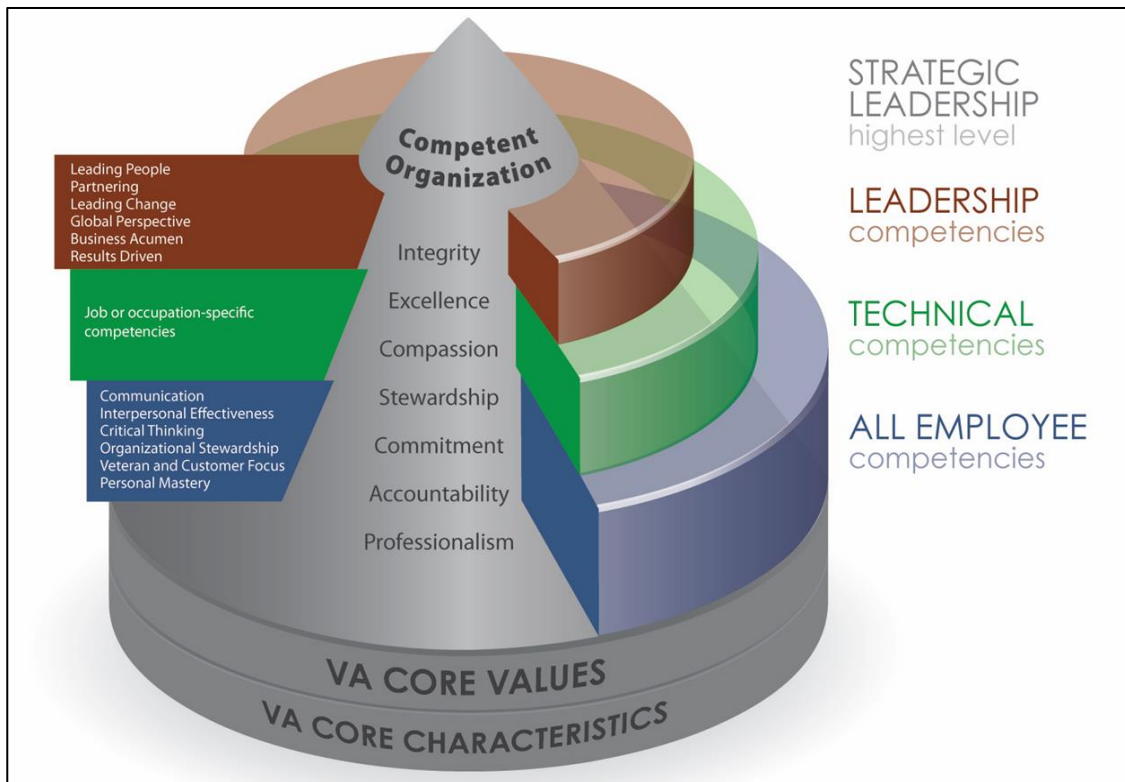 STRATEGIC
LEADERSHIP
highest level
Competent
Organization
Leading People
Partnering
Leading Change
Global Perspective
Business Acumen
Results Driven
LEADERSHIP
competencies
Integrity
Excellence
Compassion
Stewardship
Commitment
Accountability
Professionalism
Job or occupation-specific
competencies
TECHNICAL
competencies
Communication
Interpersonal Effectiveness
Critical Thinking
Organizational Stewardship
Veteran and Customer Focus
Personal Mastery
ALL EMPLOYEE
competencies
VA CORE VALUES
VA CORE CHARACTERISTICS